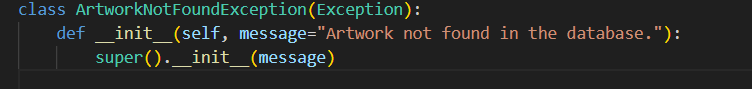 class ArtworkNotFoundException(Exception):
    def __init__(self, message="Artwork not found in the database."):
        super().__init__(message)